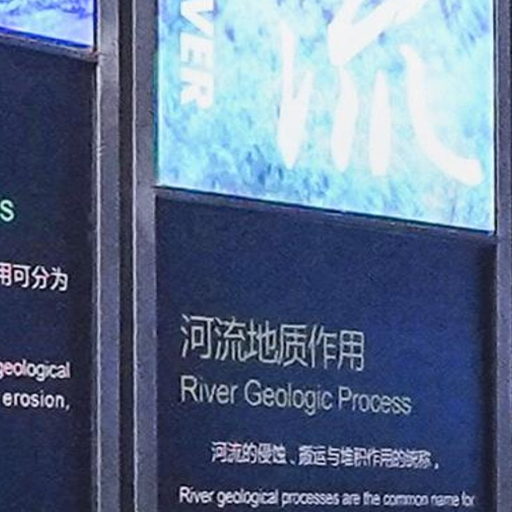 s
用可分为
geological
erosion,
VER
流
河流地质作用
River Geologic Process
河流的侵蚀、搬运与堆积作用的统称。
River geological processes are the common name for